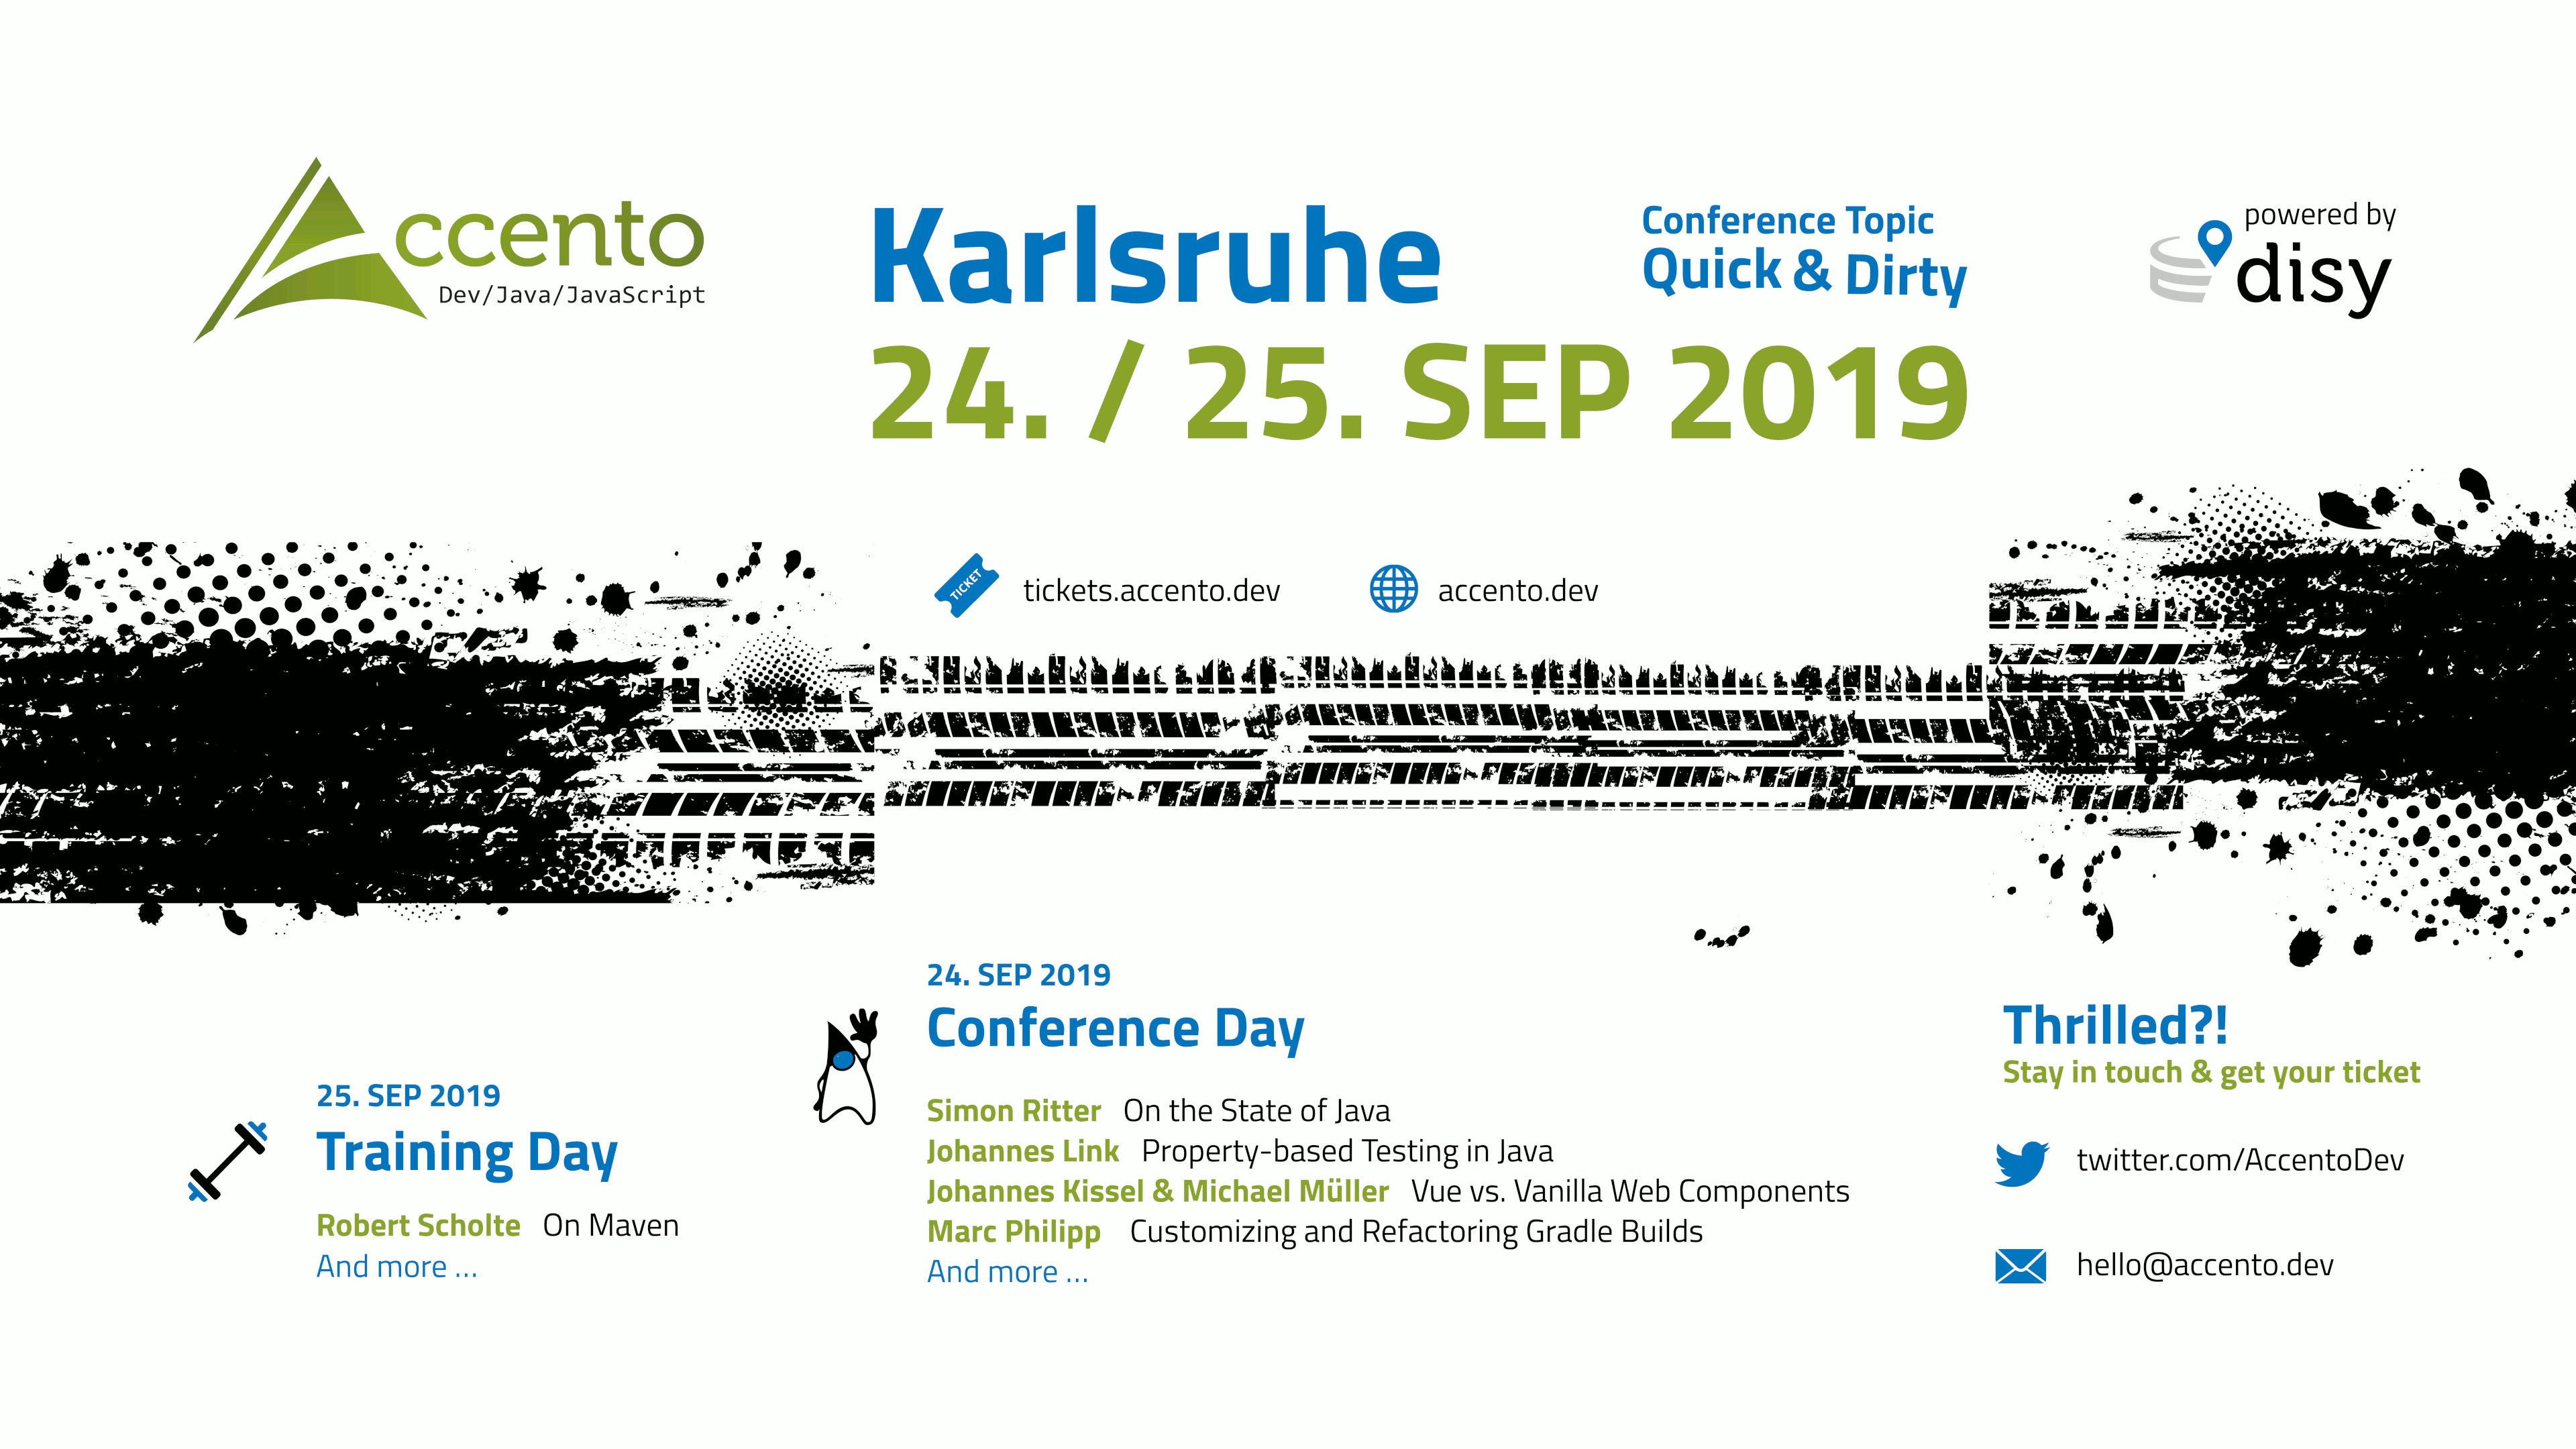 Accento
Dev/Java/JavaScript
Karlsruhe
24. / 25. SEP 2019
Conference Topic
Quick & Dirty
powered by
disy
TICKET
tickets.accento.dev
accento.dev
25. SEP 2019
Training Day
Robert Scholte On Maven
And more ...
24. SEP 2019
Conference Day
Simon Ritter On the State of Java
Johannes Link Property-based Testing in Java
Johannes Kissel & Michael Müller Vue vs. Vanilla Web Components
Marc Philipp Customizing and Refactoring Gradle Builds
And more ...
Thrilled?!
Stay in touch & get your ticket
twitter.com/AccentoDev
hello@accento.dev